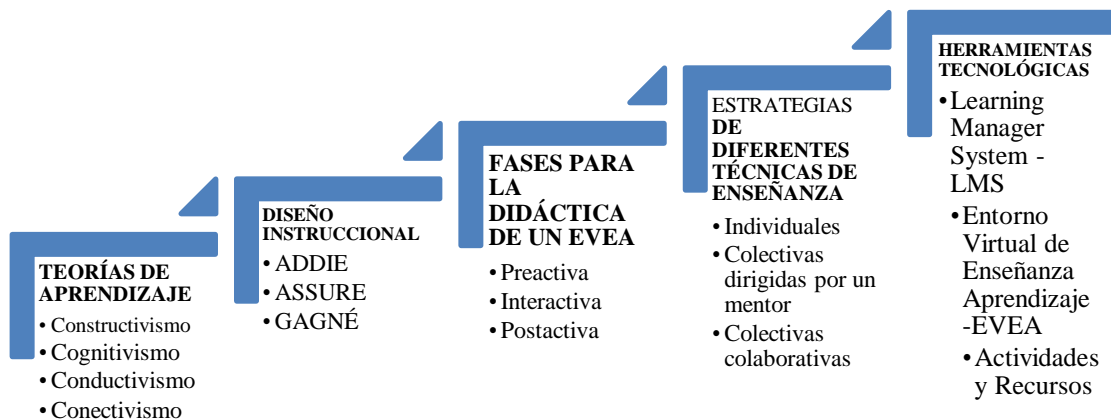 TEORÍAS DE
APRENDIZAJE
• Constructivismo
• Cognitivismo
• Conductivismo
• Conectivismo
DISEÑO
INSTRUCCIONAL
• ADDIE
• ASSURE
• GAGNÉ
FASES PARA
LA
DIDÁCTICA
DE UN EVEA
• Preactiva
• Interactiva
• Postactiva
ESTRATEGIAS
DE
DIFERENTES
TÉCNICAS DE
ENSEÑANZA
• Individuales
• Colectivas
dirigidas por un
mentor
• Colectivas
colaborativas
HERRAMIENTAS
TECNOLÓGICAS
• Learning
Manager
System -
LMS
• Entorno
Virtual de
Enseñanza
Aprendizaje
-EVEA
• Actividades
y Recursos